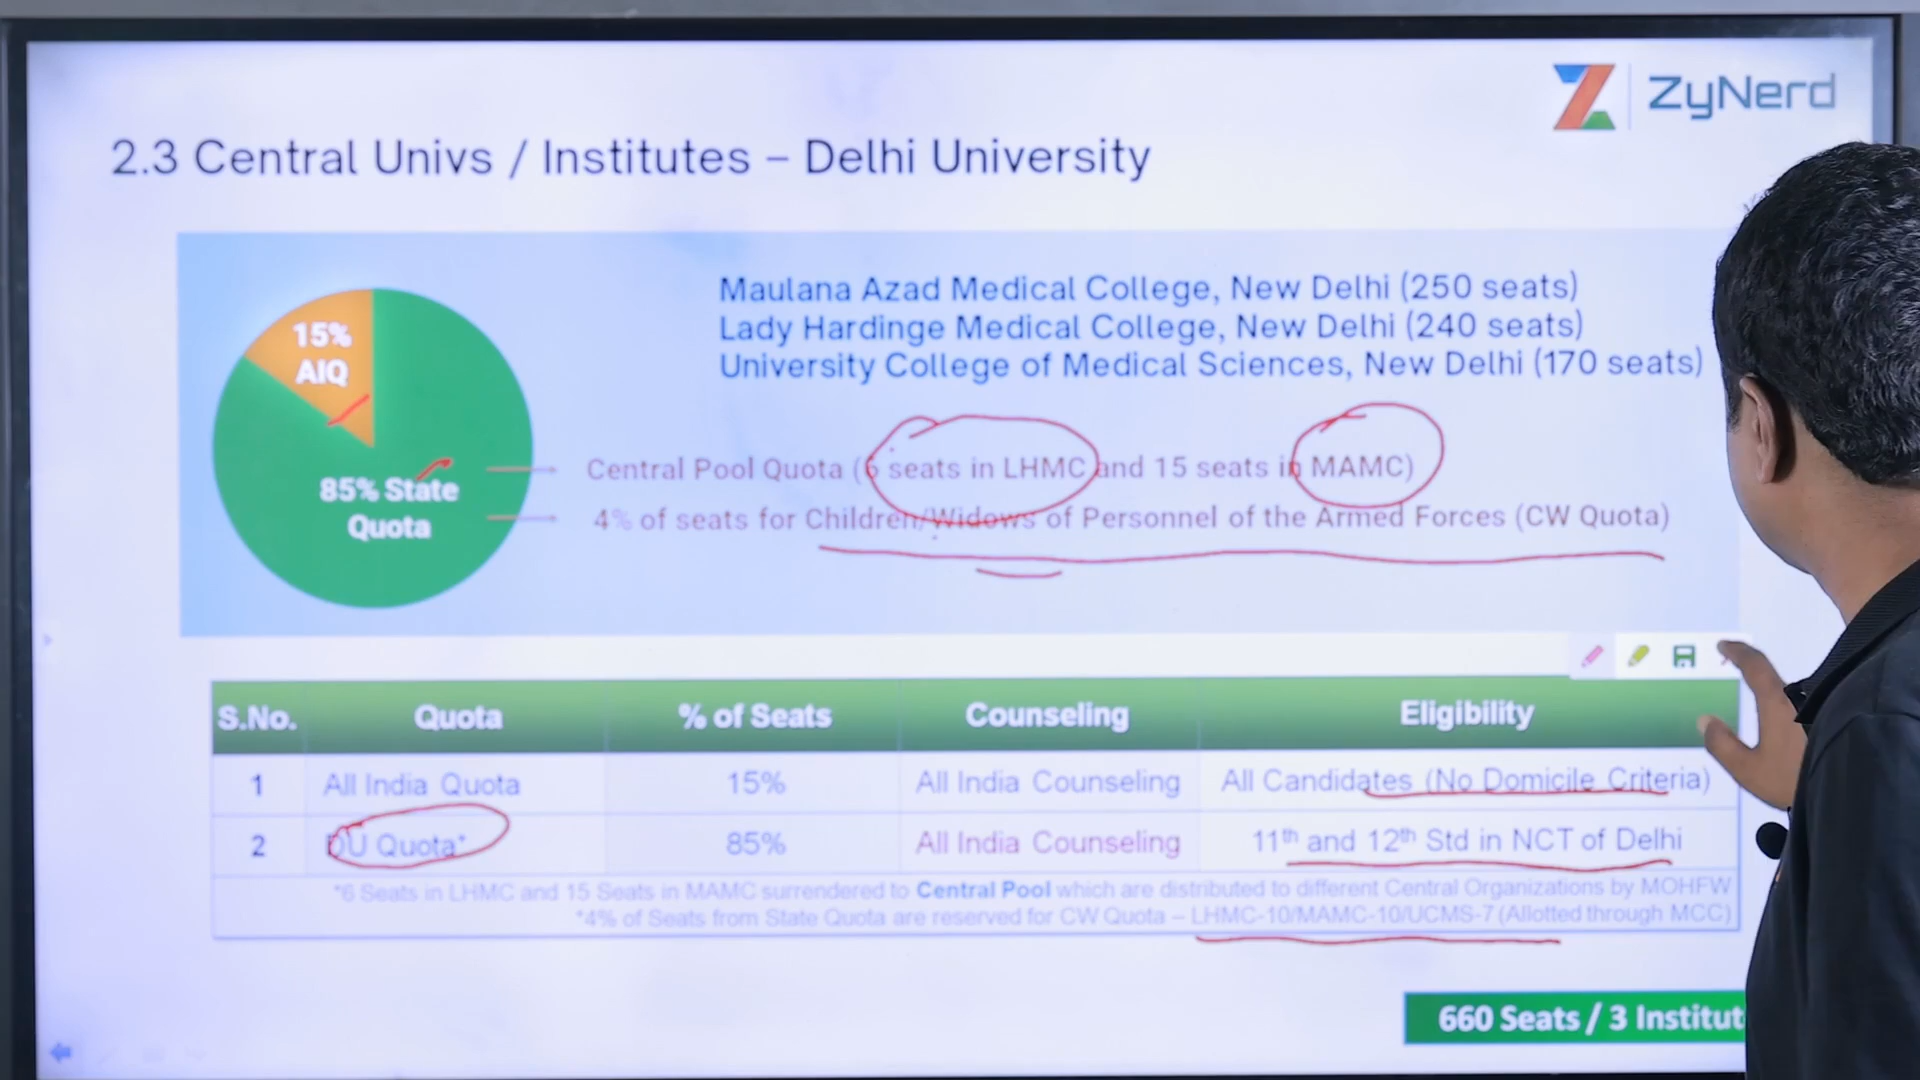 ZyNerd
2.3 Central Univs / Institutes – Delhi University
Maulana Azad Medical College, New Delhi (250 seats)
Lady Hardinge Medical College, New Delhi (240 seats)
University College of Medical Sciences, New Delhi (170 seats)
15%
AIQ
85% State
Quota
Central Pool Quota (6 seats in LHMC and 15 seats in MAMC)
4% of seats for Children/Widows of Personnel of the Armed Forces (CW Quota)
S.No. Quota % of Seats Counseling Eligibility
1 All India Quota 15% All India Counseling All Candidates (No Domicile Criteria)
2 DU Quota* 85% All India Counseling 11th and 12th Std in NCT of Delhi
*6 Seats in LHMC and 15 Seats in MAMC surrendered to Central Pool which are distributed to different Central Organizations by MOHFW
*4% of Seats from State Quota are reserved for CW Quota – LHMC-10/MAMC-10/UCMS-7 (Allotted through MCC)
660 Seats / 3 Institut